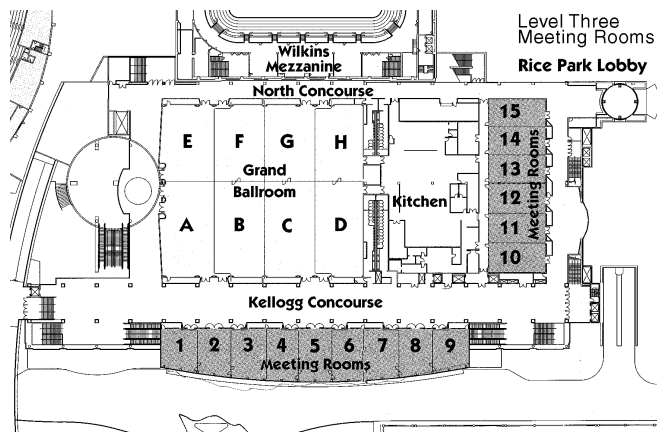 Level Three
Meeting Rooms
Rice Park Lobby
Wilkins
Mezzanine
North Concourse
E F G H
Grand
Ballroom
A B C D
Kitchen
15
14
13
12
11
10
Meeting Rooms
Kellogg Concourse
1 2 3 4 5 6 7 8 9
Meeting Rooms